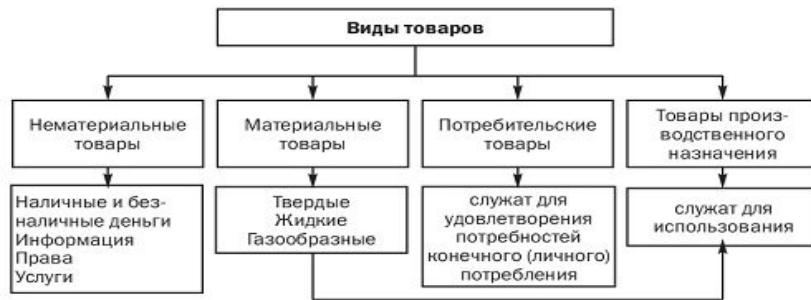 Виды товаров
Нематериальные
товары
Материальные
товары
Потребительские
товары
Товары произ-
водственного
назначения
Наличные и без-
наличные деньги
Информация
Права
Услуги
Твердые
Жидкие
Газообразные
служат для
удовлетворения
потребностей
конечного (личного)
потребления
служат для
использования